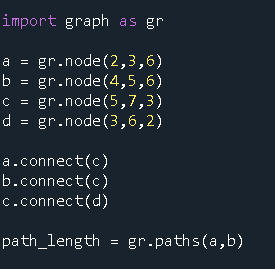 import graph as gr
a = gr.node(2,3,6)
b = gr.node(4,5,6)
c = gr.node(5,7,3)
d = gr.node(3,6,2)
a.connect(c)
b.connect(c)
c.connect(d)
path_length = gr.paths(a,b)